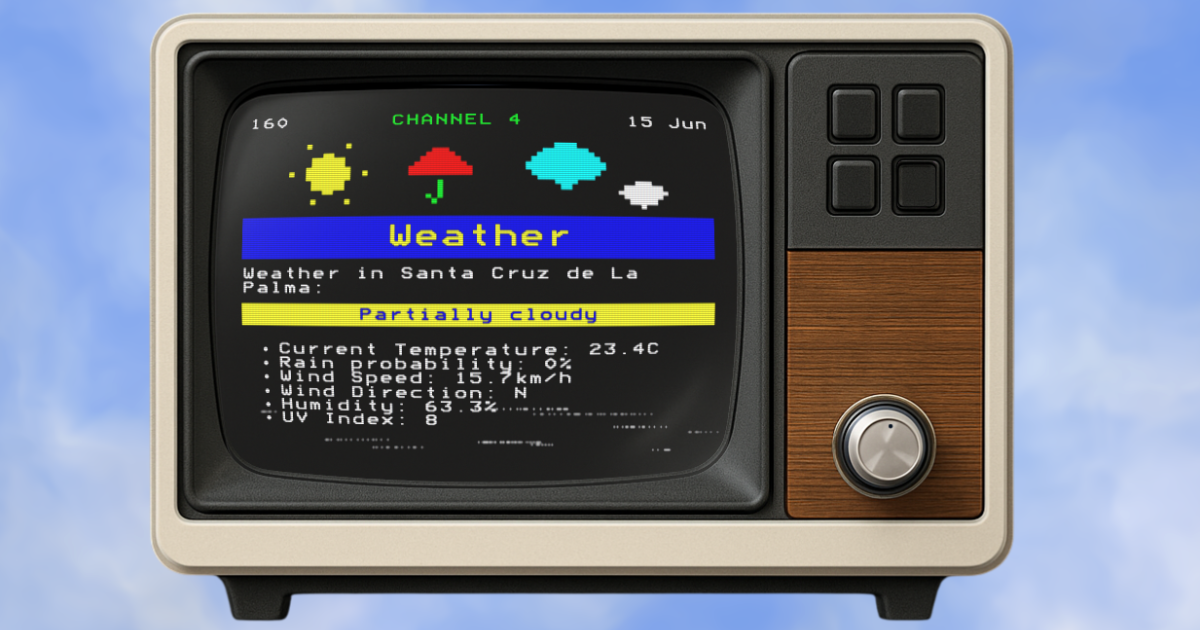 160 CHANNEL 4 15 Jun
Weather
Weather in Santa Cruz de La
Palma:
Partially cloudy
• Current Temperature: 23.4C
• Rain probability: 0%
• Wind Speed: 15.7km/h
• Wind Direction: N
• Humidity: 63.3%
• UV Index: 8